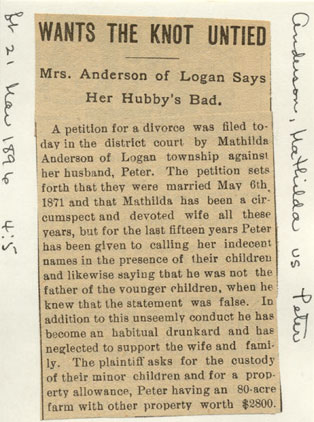 WANTS THE KNOT UNTIED
Mrs. Anderson of Logan Says
Her Hubby's Bad.
A petition for a divorce was filed to-
day in the district court by Mathilda
Anderson of Logan township against
her husband, Peter. The petition sets
forth that they were married May 6th,
1871 and that Mathilda has been a cir-
cumspect and devoted wife all these
years, but for the last fifteen years Peter
has been given to calling her indecent
names in the presence of their children
and likewise saying that he was not the
father of the younger children, when he
knew that the statement was false. In
addition to this unseemly conduct he has
become an habitual drunkard and has
neglected to support the wife and fami-
ly. The plaintiff asks for the custody
of their minor children and for a prop-
erty allowance, Peter having an 80-acre
farm with other property worth $2800.
Anderson, Mathilda vs Peter
21 Mar 1896 4:5